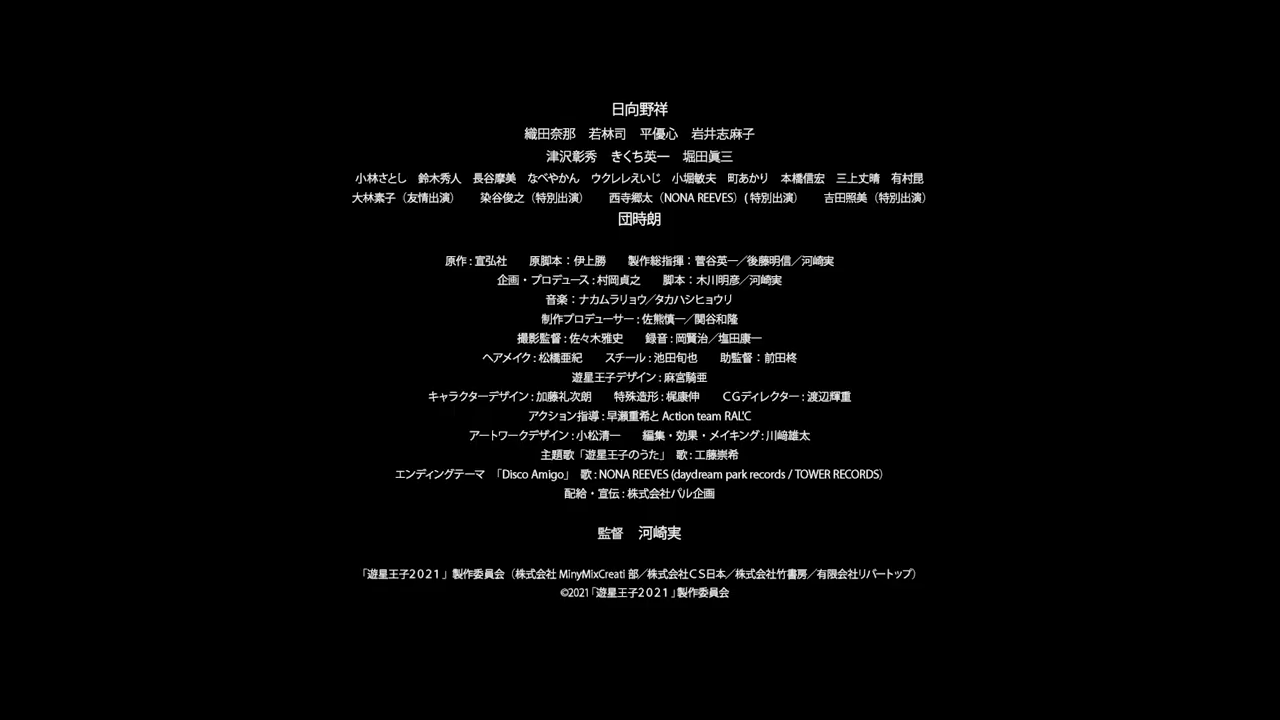 日向野祥
織田奈那　若林司　平優心　岩井志麻子
津沢彰秀　きくち英一　堀田眞三
小林さとし　鈴木秀人　長谷摩美　なべやかん　ウクレレえいじ　小堀敏夫　町あかり　本橋信宏　三上丈晴　有村昆
大林素子（友情出演）　染谷俊之（特別出演）　西寺郷太（NONA REEVES）(特別出演）　吉田照美（特別出演）
団時朗
原作：宣弘社　原脚本：伊上勝　製作総指揮：菅谷英一／後藤明信／河崎実
企画・プロデュース：村岡貞之　脚本：木川明彦／河崎実
音楽：ナカムラリョウ／タカハシヒョウリ
制作プロデューサー：佐熊慎一／関谷和隆
撮影監督：佐々木雅史　録音：岡賢治／塩田康一
ヘアメイク：松橋亜紀　スチール：池田旬也　助監督：前田柊
遊星王子デザイン：麻宮騎亜
キャラクターデザイン：加藤礼次朗　特殊造形：梶康伸　ＣＧディレクター：渡辺輝重
アクション指導：早瀬重希と Action team RAL'C
アートワークデザイン：小松清一　編集・効果・メイキング：川﨑雄太
主題歌「遊星王子のうた」　歌：工藤崇希
エンディングテーマ　「Disco Amigo」　歌：NONA REEVES (daydream park records / TOWER RECORDS）
配給・宣伝：株式会社パル企画
監督　河崎実
「遊星王子２０２１」製作委員会（株式会社 MinyMixCreati 部／株式会社ＣＳ日本／株式会社竹書房／有限会社リバートップ）
©2021「遊星王子２０２１」製作委員会